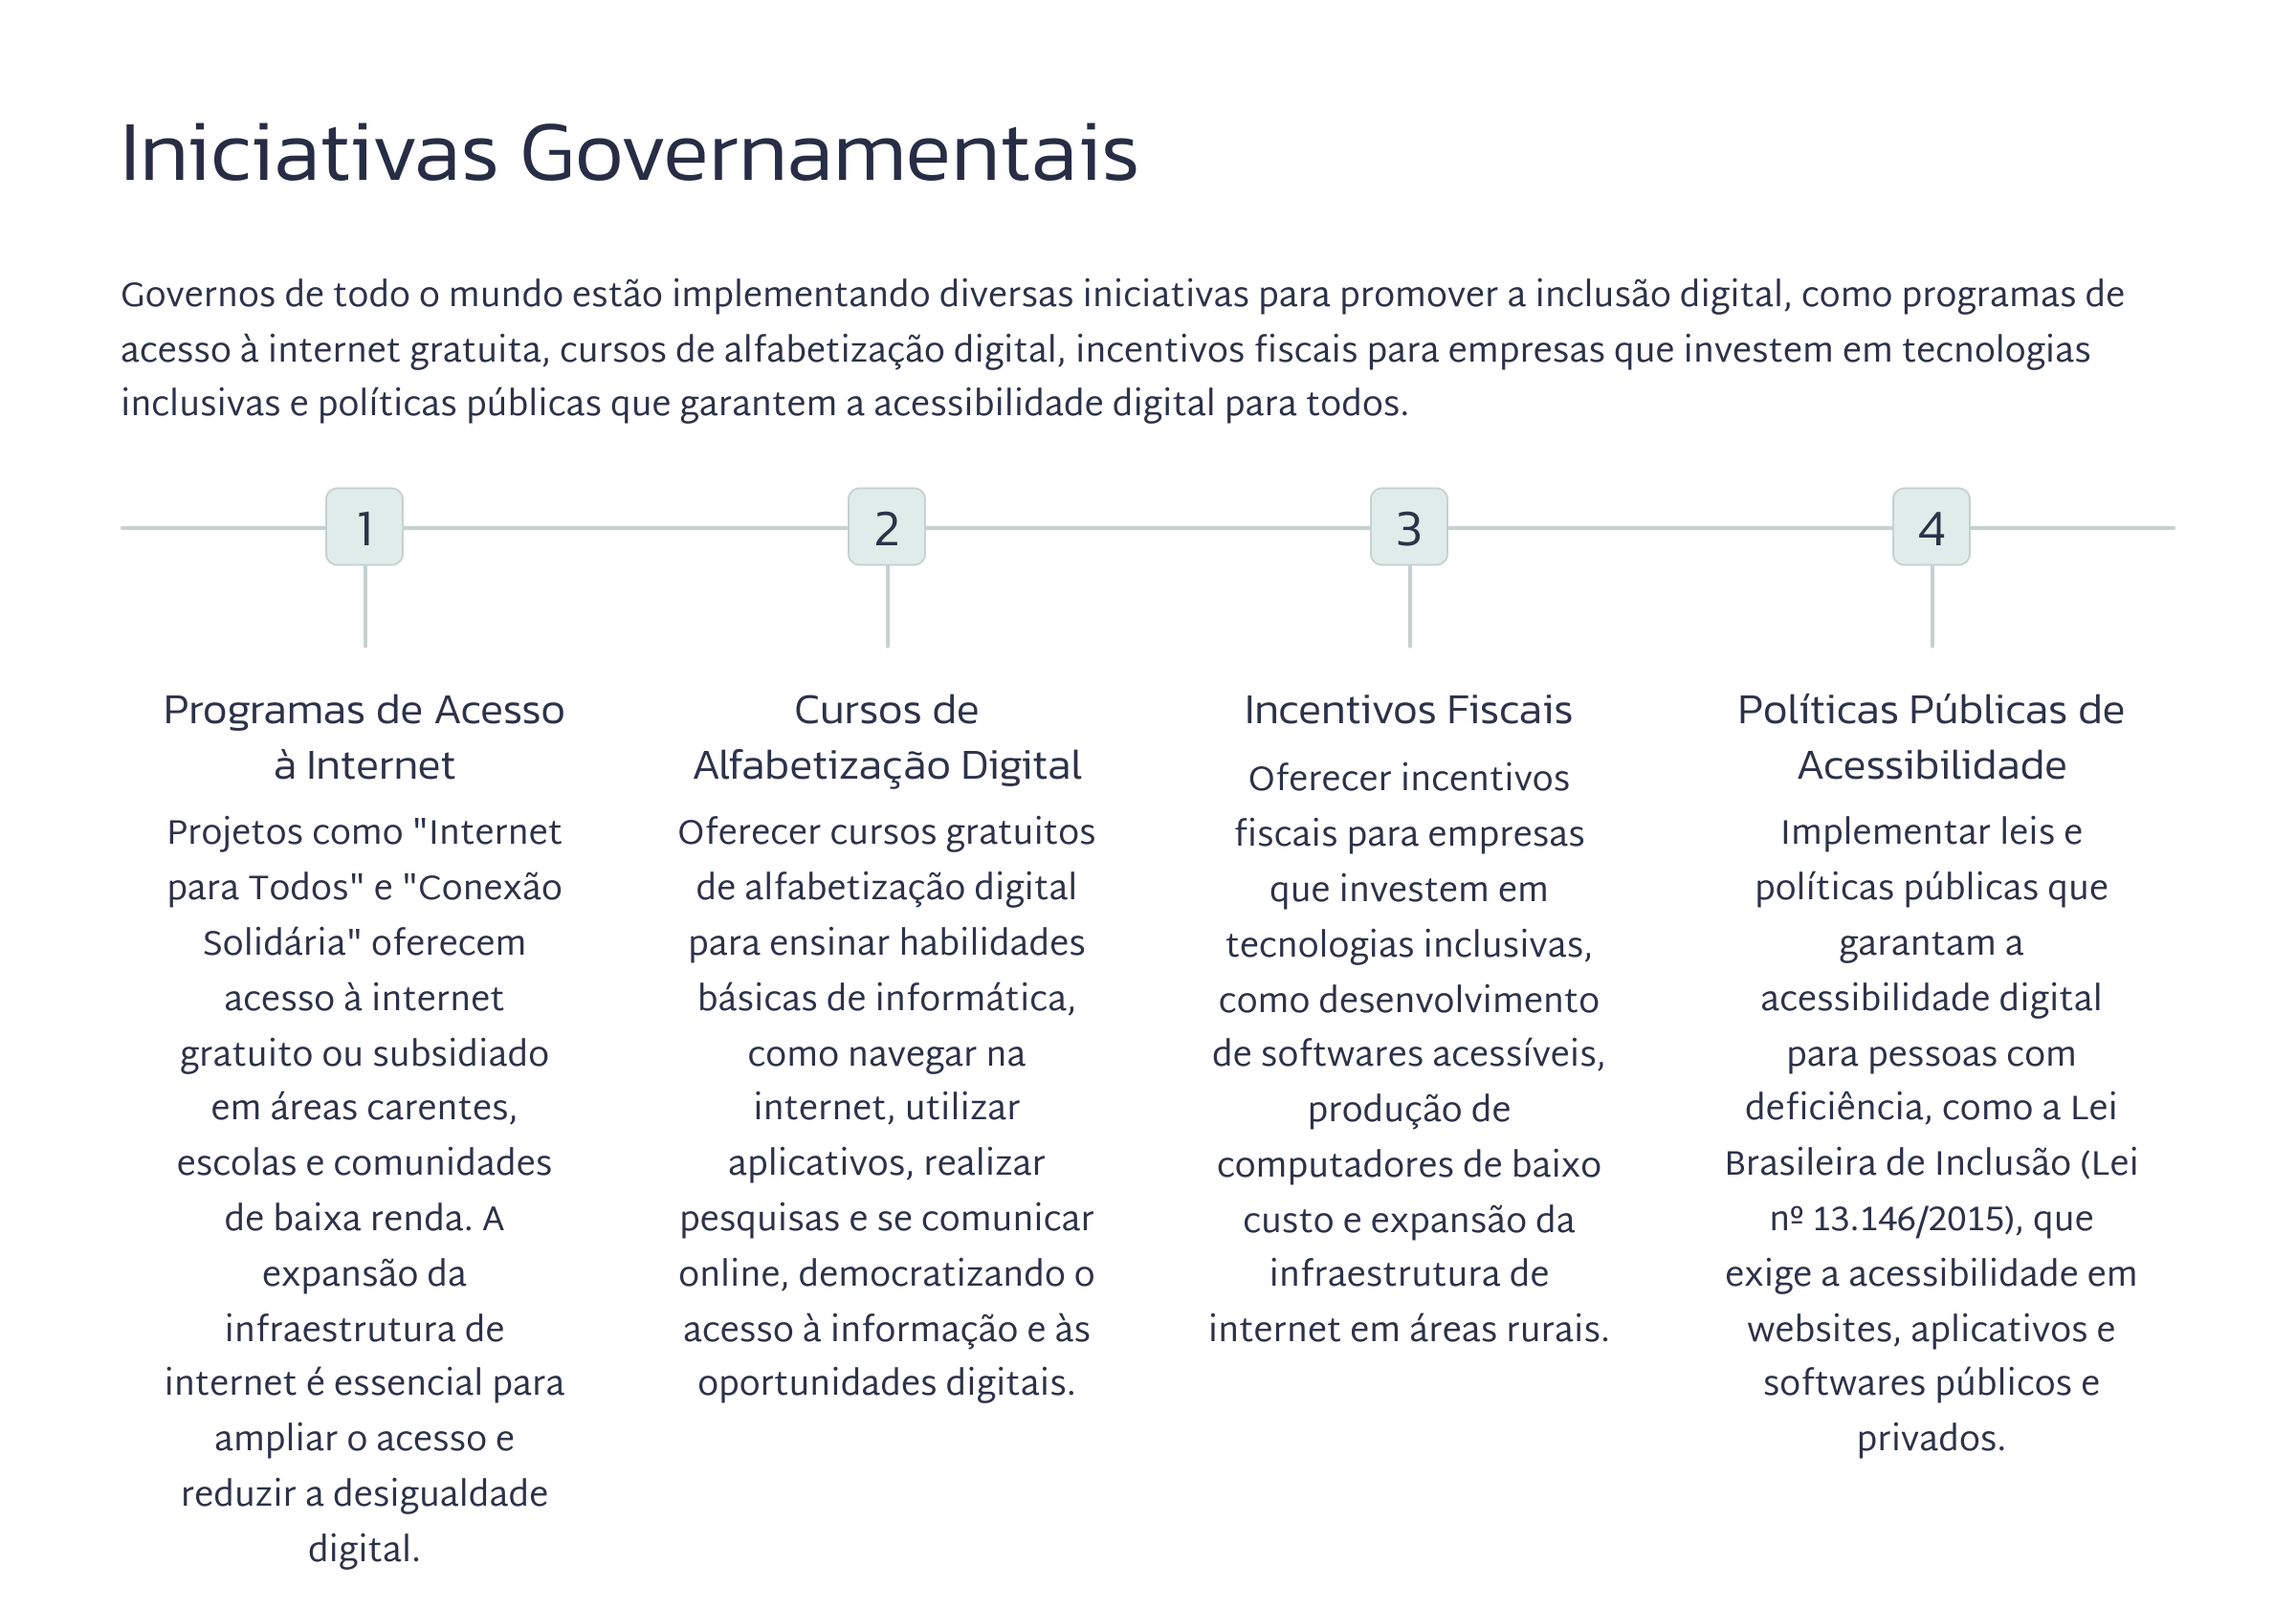 Iniciativas Governamentais
Governos de todo o mundo estão implementando diversas iniciativas para promover a inclusão digital, como programas de
acesso à internet gratuita, cursos de alfabetização digital, incentivos fiscais para empresas que investem em tecnologias
inclusivas e políticas públicas que garantem a acessibilidade digital para todos.
1
Programas de Acesso
à Internet
Projetos como "Internet
para Todos" e "Conexão
Solidária" oferecem
acesso à internet
gratuito ou subsidiado
em áreas carentes,
escolas e comunidades
de baixa renda. A
expansão da
infraestrutura de
internet é essencial para
ampliar o acesso e
reduzir a desigualdade
digital.
2
Cursos de
Alfabetização Digital
Oferecer cursos gratuitos
de alfabetização digital
para ensinar habilidades
básicas de informática,
como navegar na
internet, utilizar
aplicativos, realizar
pesquisas e se comunicar
online, democratizando o
acesso à informação e às
oportunidades digitais.
3
Incentivos Fiscais
Oferecer incentivos
fiscais para empresas
que investem em
tecnologias inclusivas,
como desenvolvimento
de softwares acessíveis,
produção de
computadores de baixo
custo e expansão da
infraestrutura de
internet em áreas rurais.
4
Políticas Públicas de
Acessibilidade
Implementar leis e
políticas públicas que
garantam a
acessibilidade digital
para pessoas com
deficiência, como a Lei
Brasileira de Inclusão (Lei
nº 13.146/2015), que
exige a acessibilidade em
websites, aplicativos e
softwares públicos e
privados.